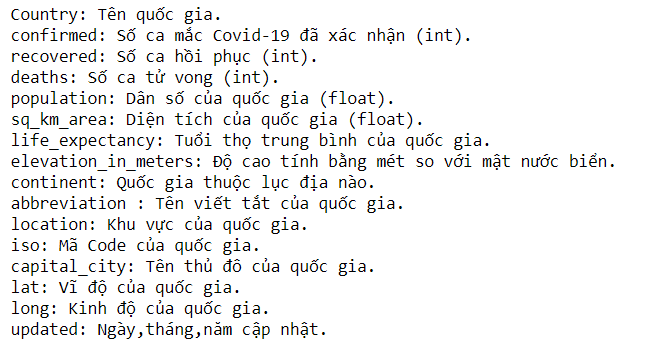 Country: Tên quốc gia.
confirmed: Số ca mắc Covid-19 đã xác nhận (int).
recovered: Số ca hồi phục (int).
deaths: Số ca tử vong (int).
population: Dân số của quốc gia (float).
sq_km_area: Diện tích của quốc gia (float).
life_expectancy: Tuổi thọ trung bình của quốc gia.
elevation_in_meters: Độ cao tính bằng mét so với mặt nước biển.
continent: Quốc gia thuộc lục địa nào.
abbreviation : Tên viết tắt của quốc gia.
location: Khu vực của quốc gia.
iso: Mã Code của quốc gia.
capital_city: Tên thủ đô của quốc gia.
lat: Vĩ độ của quốc gia.
long: Kinh độ của quốc gia.
updated: Ngày,tháng,năm cập nhật.